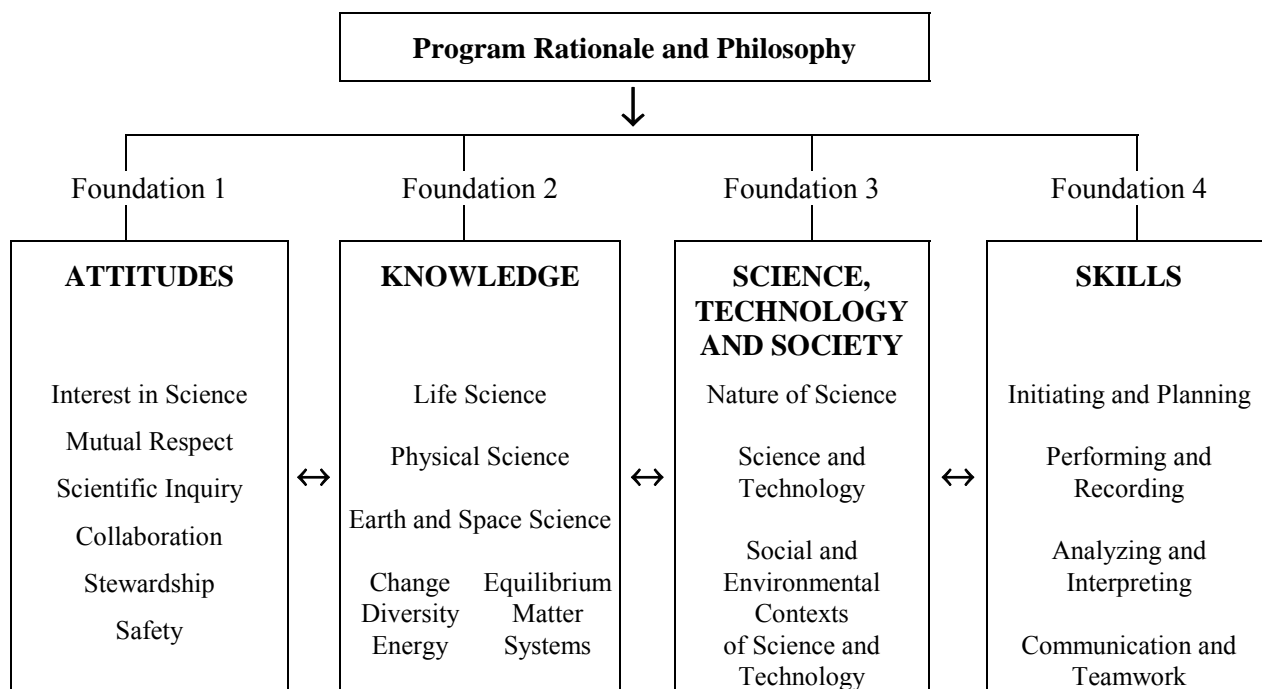 Program Rationale and Philosophy
Foundation 1
Foundation 2
Foundation 3
Foundation 4
ATTITUDES
Interest in Science
Mutual Respect
Scientific Inquiry
Collaboration
Stewardship
Safety
KNOWLEDGE
Life Science
Physical Science
Earth and Space Science
Change
Diversity
Energy
Equilibrium
Matter
Systems
SCIENCE,
TECHNOLOGY
AND SOCIETY
Nature of Science
Science and
Technology
Social and
Environmental
Contexts
of Science and
Technology
SKILLS
Initiating and Planning
Performing and
Recording
Analyzing and
Interpreting
Communication and
Teamwork